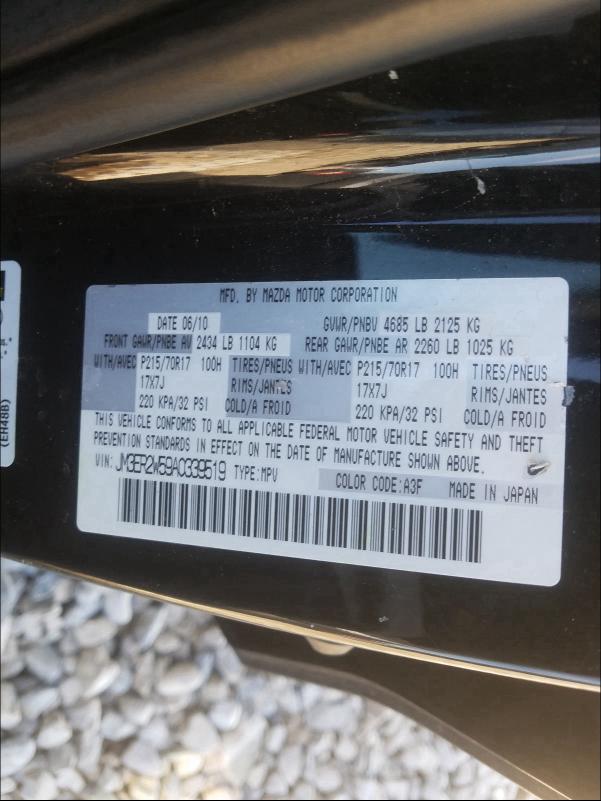 MFD. BY MAZDA MOTOR CORPORATION
DATE 06/10 GVWR/PNBV 4685 LB 2125 KG
FRONT GAWR/PNBE AV 2434 LB 1104 KG REAR GAWR/PNBE AR 2260 LB 1025 KG
WITH/AVEC P215/70R17 100H TIRES/PNEUS WITH/AVEC P215/70R17 100H TIRES/PNEUS
17X7J RIMS/JANTES 17X7J RIMS/JANTES
220 KPA/32 PSI COLD/A FROID 220 KPA/32 PSI COLD/A FROID
THIS VEHICLE CONFORMS TO ALL APPLICABLE FEDERAL MOTOR VEHICLE SAFETY AND THEFT
PREVENTION STANDARDS IN EFFECT ON THE DATE OF MANUFACTURE SHOWN ABOVE.
VIN: JM3ER2W59A0339519 TYPE:MPV COLOR CODE:A3F MADE IN JAPAN
(EH48B)